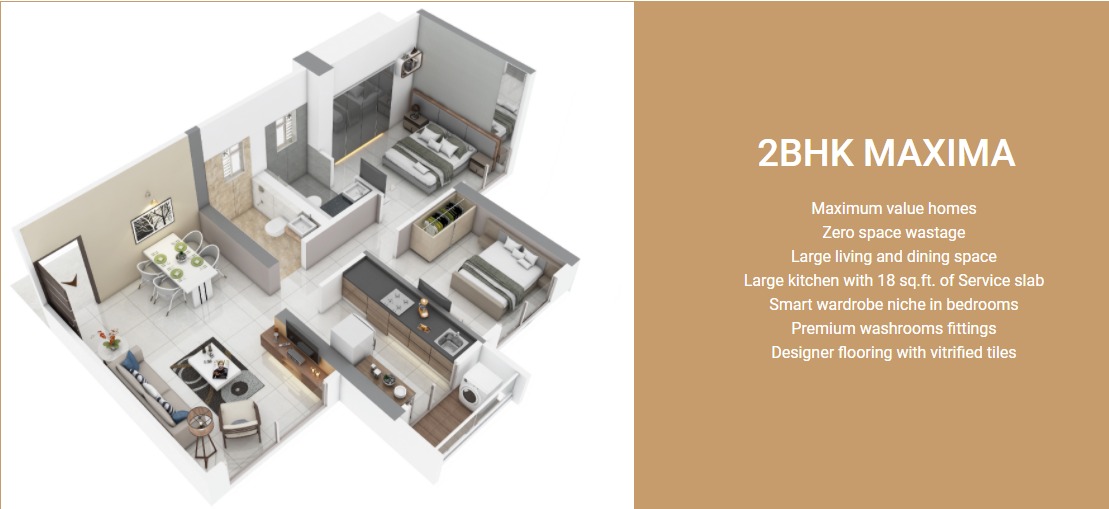 2BHK MAXIMA
Maximum value homes
Zero space wastage
Large living and dining space
Large kitchen with 18 sq.ft. of Service slab
Smart wardrobe niche in bedrooms
Premium washrooms fittings
Designer flooring with vitrified tiles